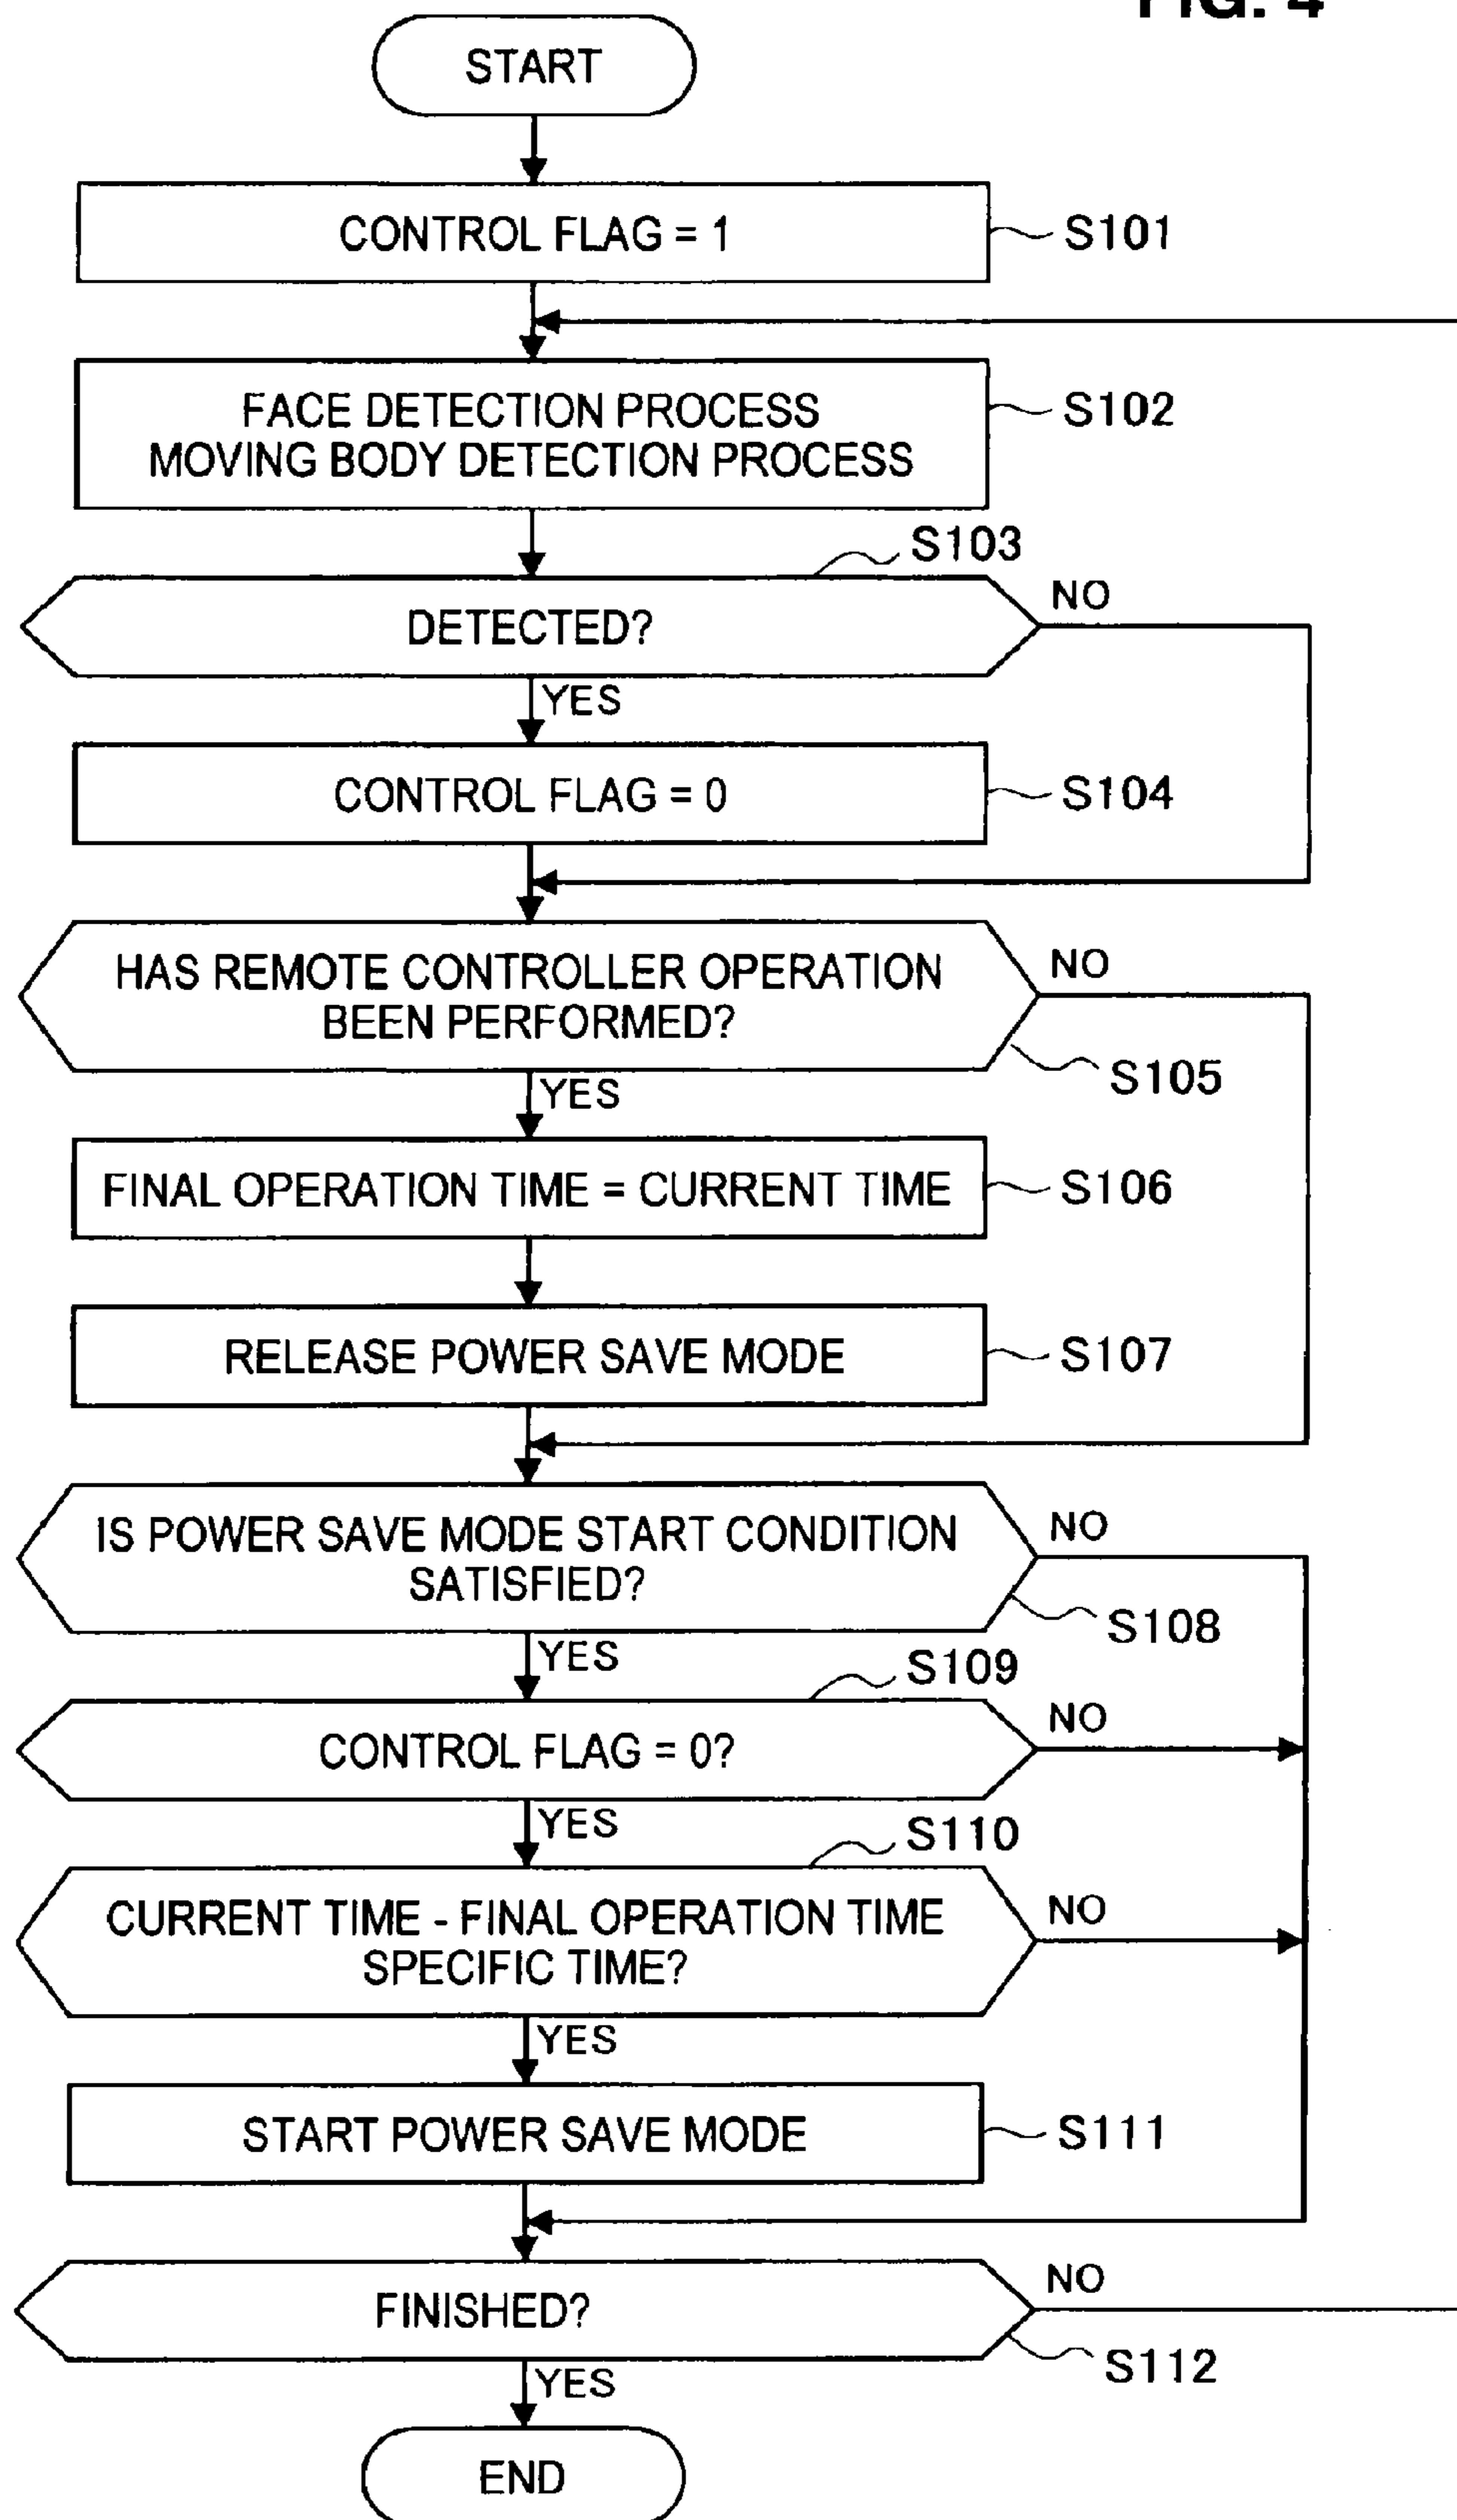 FIG. 4
START
CONTROL FLAG = 1
S101
FACE DETECTION PROCESS
MOVING BODY DETECTION PROCESS
S102
S103
DETECTED?
NO
YES
CONTROL FLAG = 0
S104
HAS REMOTE CONTROLLER OPERATION
BEEN PERFORMED?
NO
S105
YES
FINAL OPERATION TIME = CURRENT TIME
S106
RELEASE POWER SAVE MODE
S107
IS POWER SAVE MODE START CONDITION
SATISFIED?
NO
S108
YES
S109
CONTROL FLAG = 0?
NO
YES
S110
CURRENT TIME - FINAL OPERATION TIME
SPECIFIC TIME?
NO
YES
START POWER SAVE MODE
S111
FINISHED?
NO
S112
YES
END